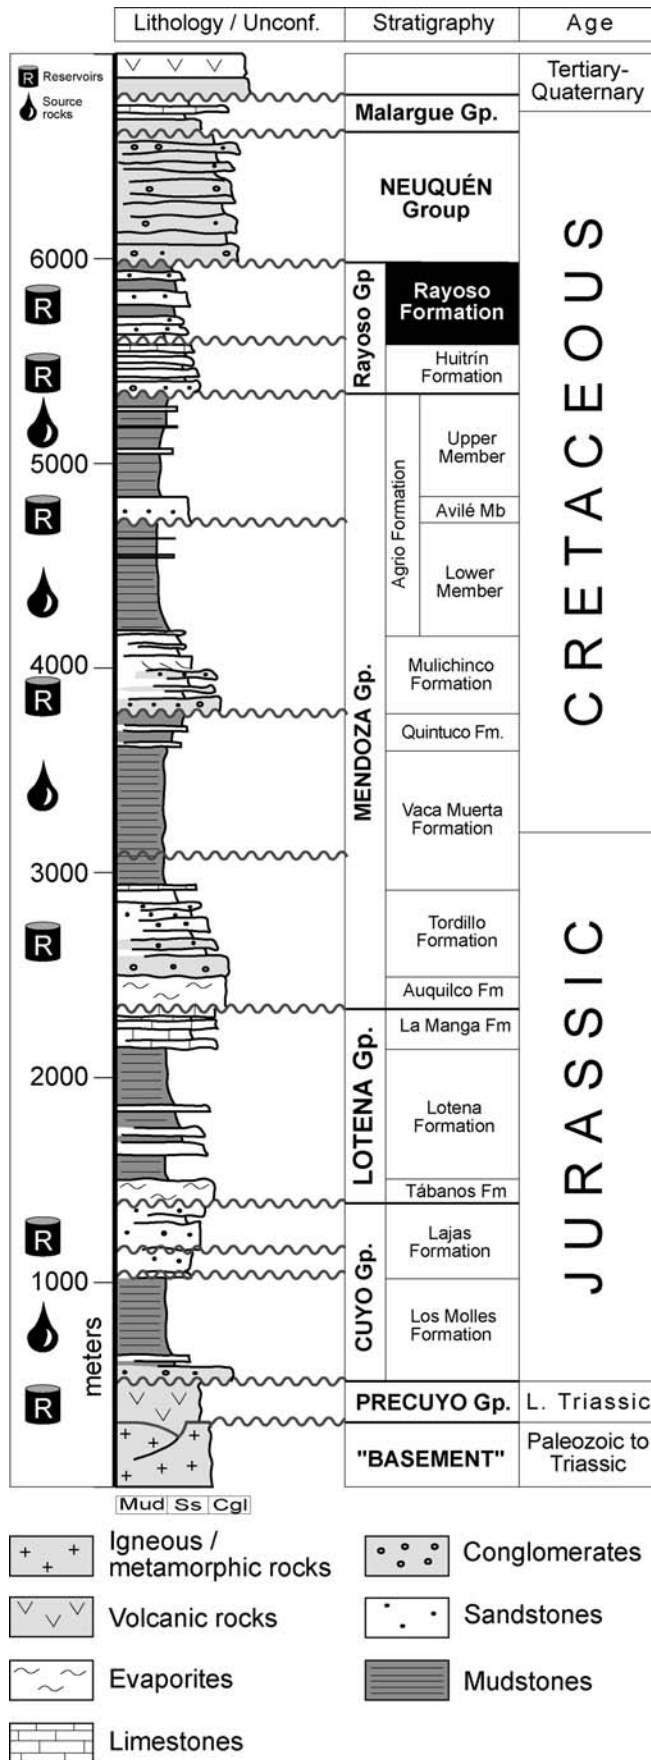 Lithology / Unconf.
Stratigraphy
Age
R Reservoirs
Source
rocks
Tertiary-
Quaternary
Malargue Gp.
NEUQUÉN
Group
6000
R
Rayoso Gp
Rayoso
Formation
R
Huitrín
Formation
CRETACEOUS
5000
Agrio Formation
Upper
Member
R
Avilé Mb
Lower
Member
4000
R
MENDOZA Gp.
Mulichinco
Formation
Quintuco Fm.
Vaca Muerta
Formation
3000
R
Tordillo
Formation
Auquilco Fm
JURASSIC
LOTENA Gp.
La Manga Fm
2000
Lotena
Formation
Tábanos Fm
R
CUYO Gp.
Lajas
Formation
1000
Los Molles
Formation
meters
R
PRECUYO Gp.
L. Triassic
"BASEMENT"
Paleozoic to
Triassic
Mud Ss Cgl
Igneous /
metamorphic rocks
Conglomerates
Volcanic rocks
Sandstones
Evaporites
Mudstones
Limestones